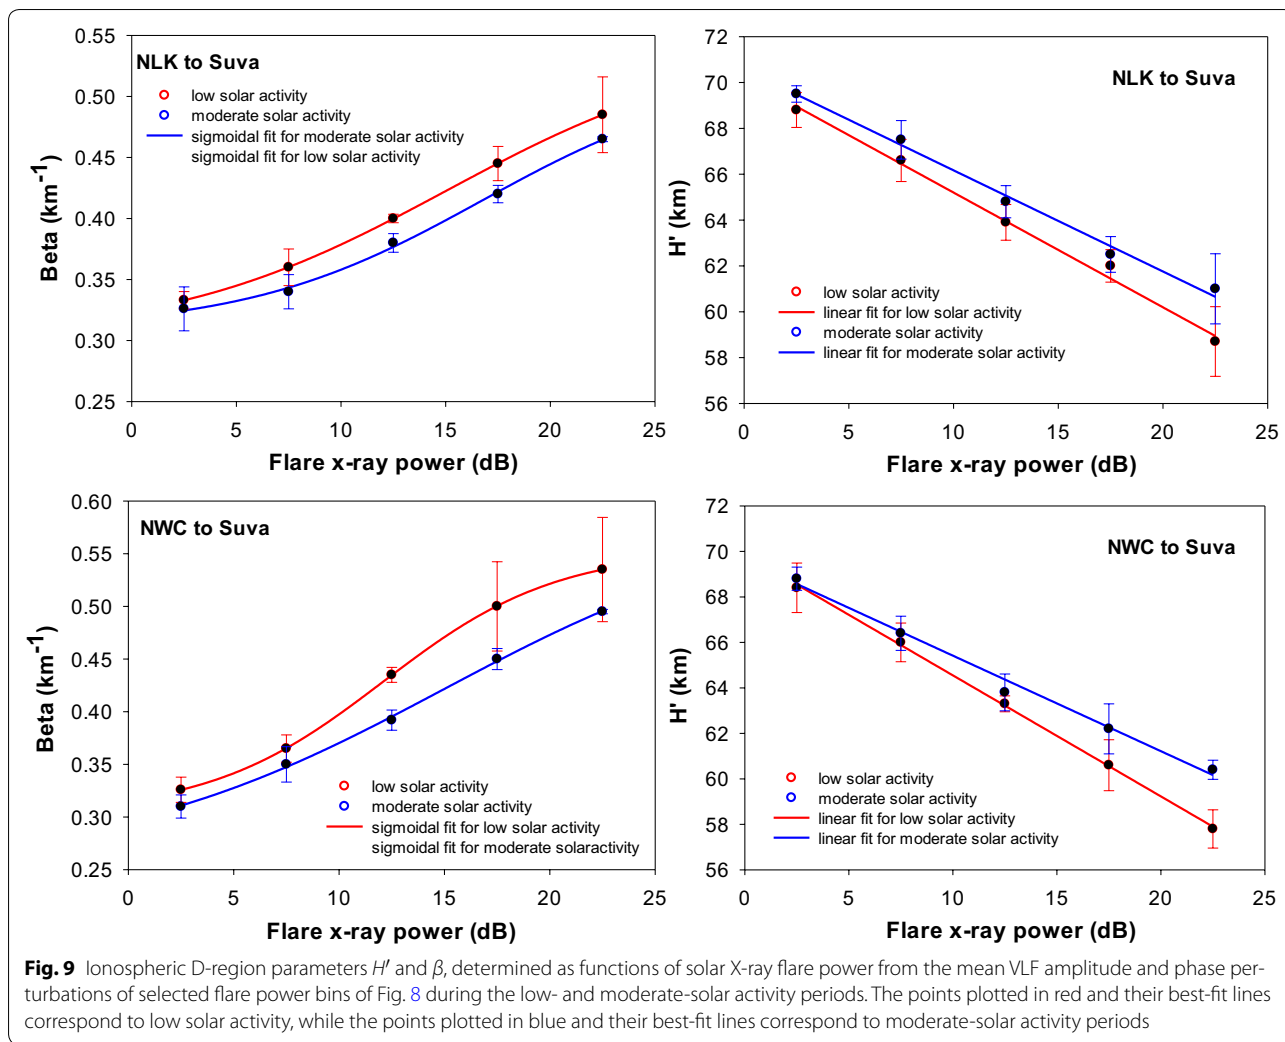 0.55
0.50
0.45
0.40
0.35
0.30
0.25
Beta (km-1)
NLK to Suva
low solar activity
moderate solar activity
sigmoidal fit for moderate solar activity
sigmoidal fit for low solar activity
0 5 10 15 20 25
Flare x-ray power (dB)
72
70
68
66
64
62
60
58
56
H' (km)
NLK to Suva
low solar activity
linear fit for low solar activity
moderate solar activity
linear fit for moderate solar activity
0 5 10 15 20 25
Flare x-ray power (dB)
0.60
0.55
0.50
0.45
0.40
0.35
0.30
0.25
Beta (km-1)
NWC to Suva
low solar activity
moderate solar activity
sigmoidal fit for low solar activity
sigmoidal fit for moderate solaractivity
0 5 10 15 20 25
Flare x-ray power (dB)
72
70
68
66
64
62
60
58
56
H' (km)
NWC to Suva
low solar activity
moderate solar activity
linear fit for low solar activity
linear fit for moderate solar activity
0 5 10 15 20 25
Flare x-ray power (dB)
Fig. 9 Ionospheric D-region parameters H′ and β, determined as functions of solar X-ray flare power from the mean VLF amplitude and phase per-
turbations of selected flare power bins of Fig. 8 during the low- and moderate-solar activity periods. The points plotted in red and their best-fit lines
correspond to low solar activity, while the points plotted in blue and their best-fit lines correspond to moderate-solar activity periods